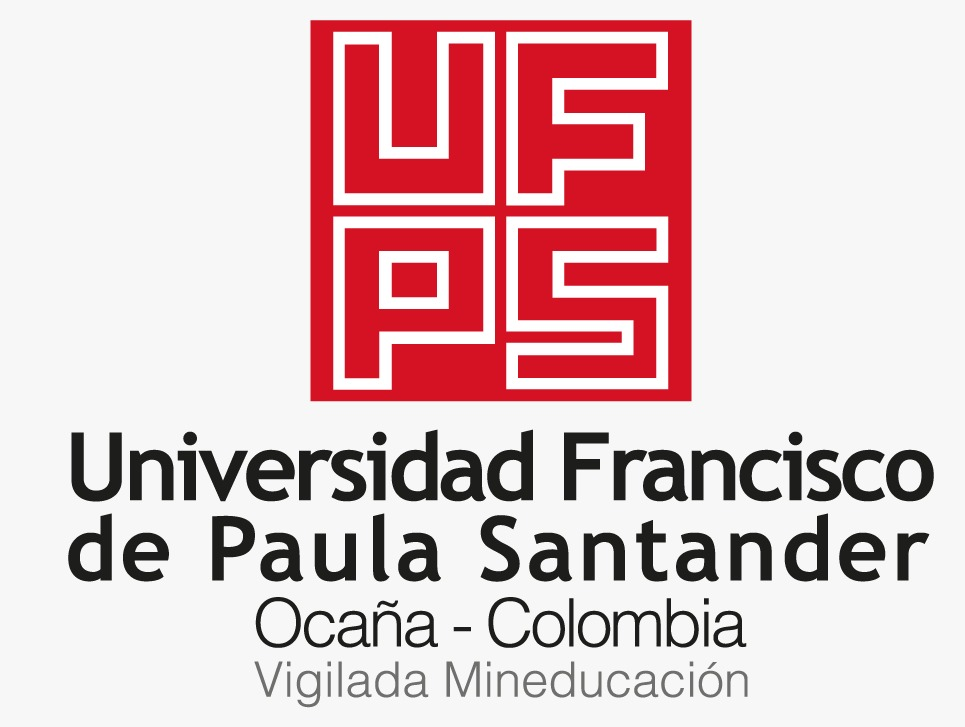 UF
PS
Universidad Francisco
de Paula Santander
Ocaña - Colombia
Vigilada Mineducación